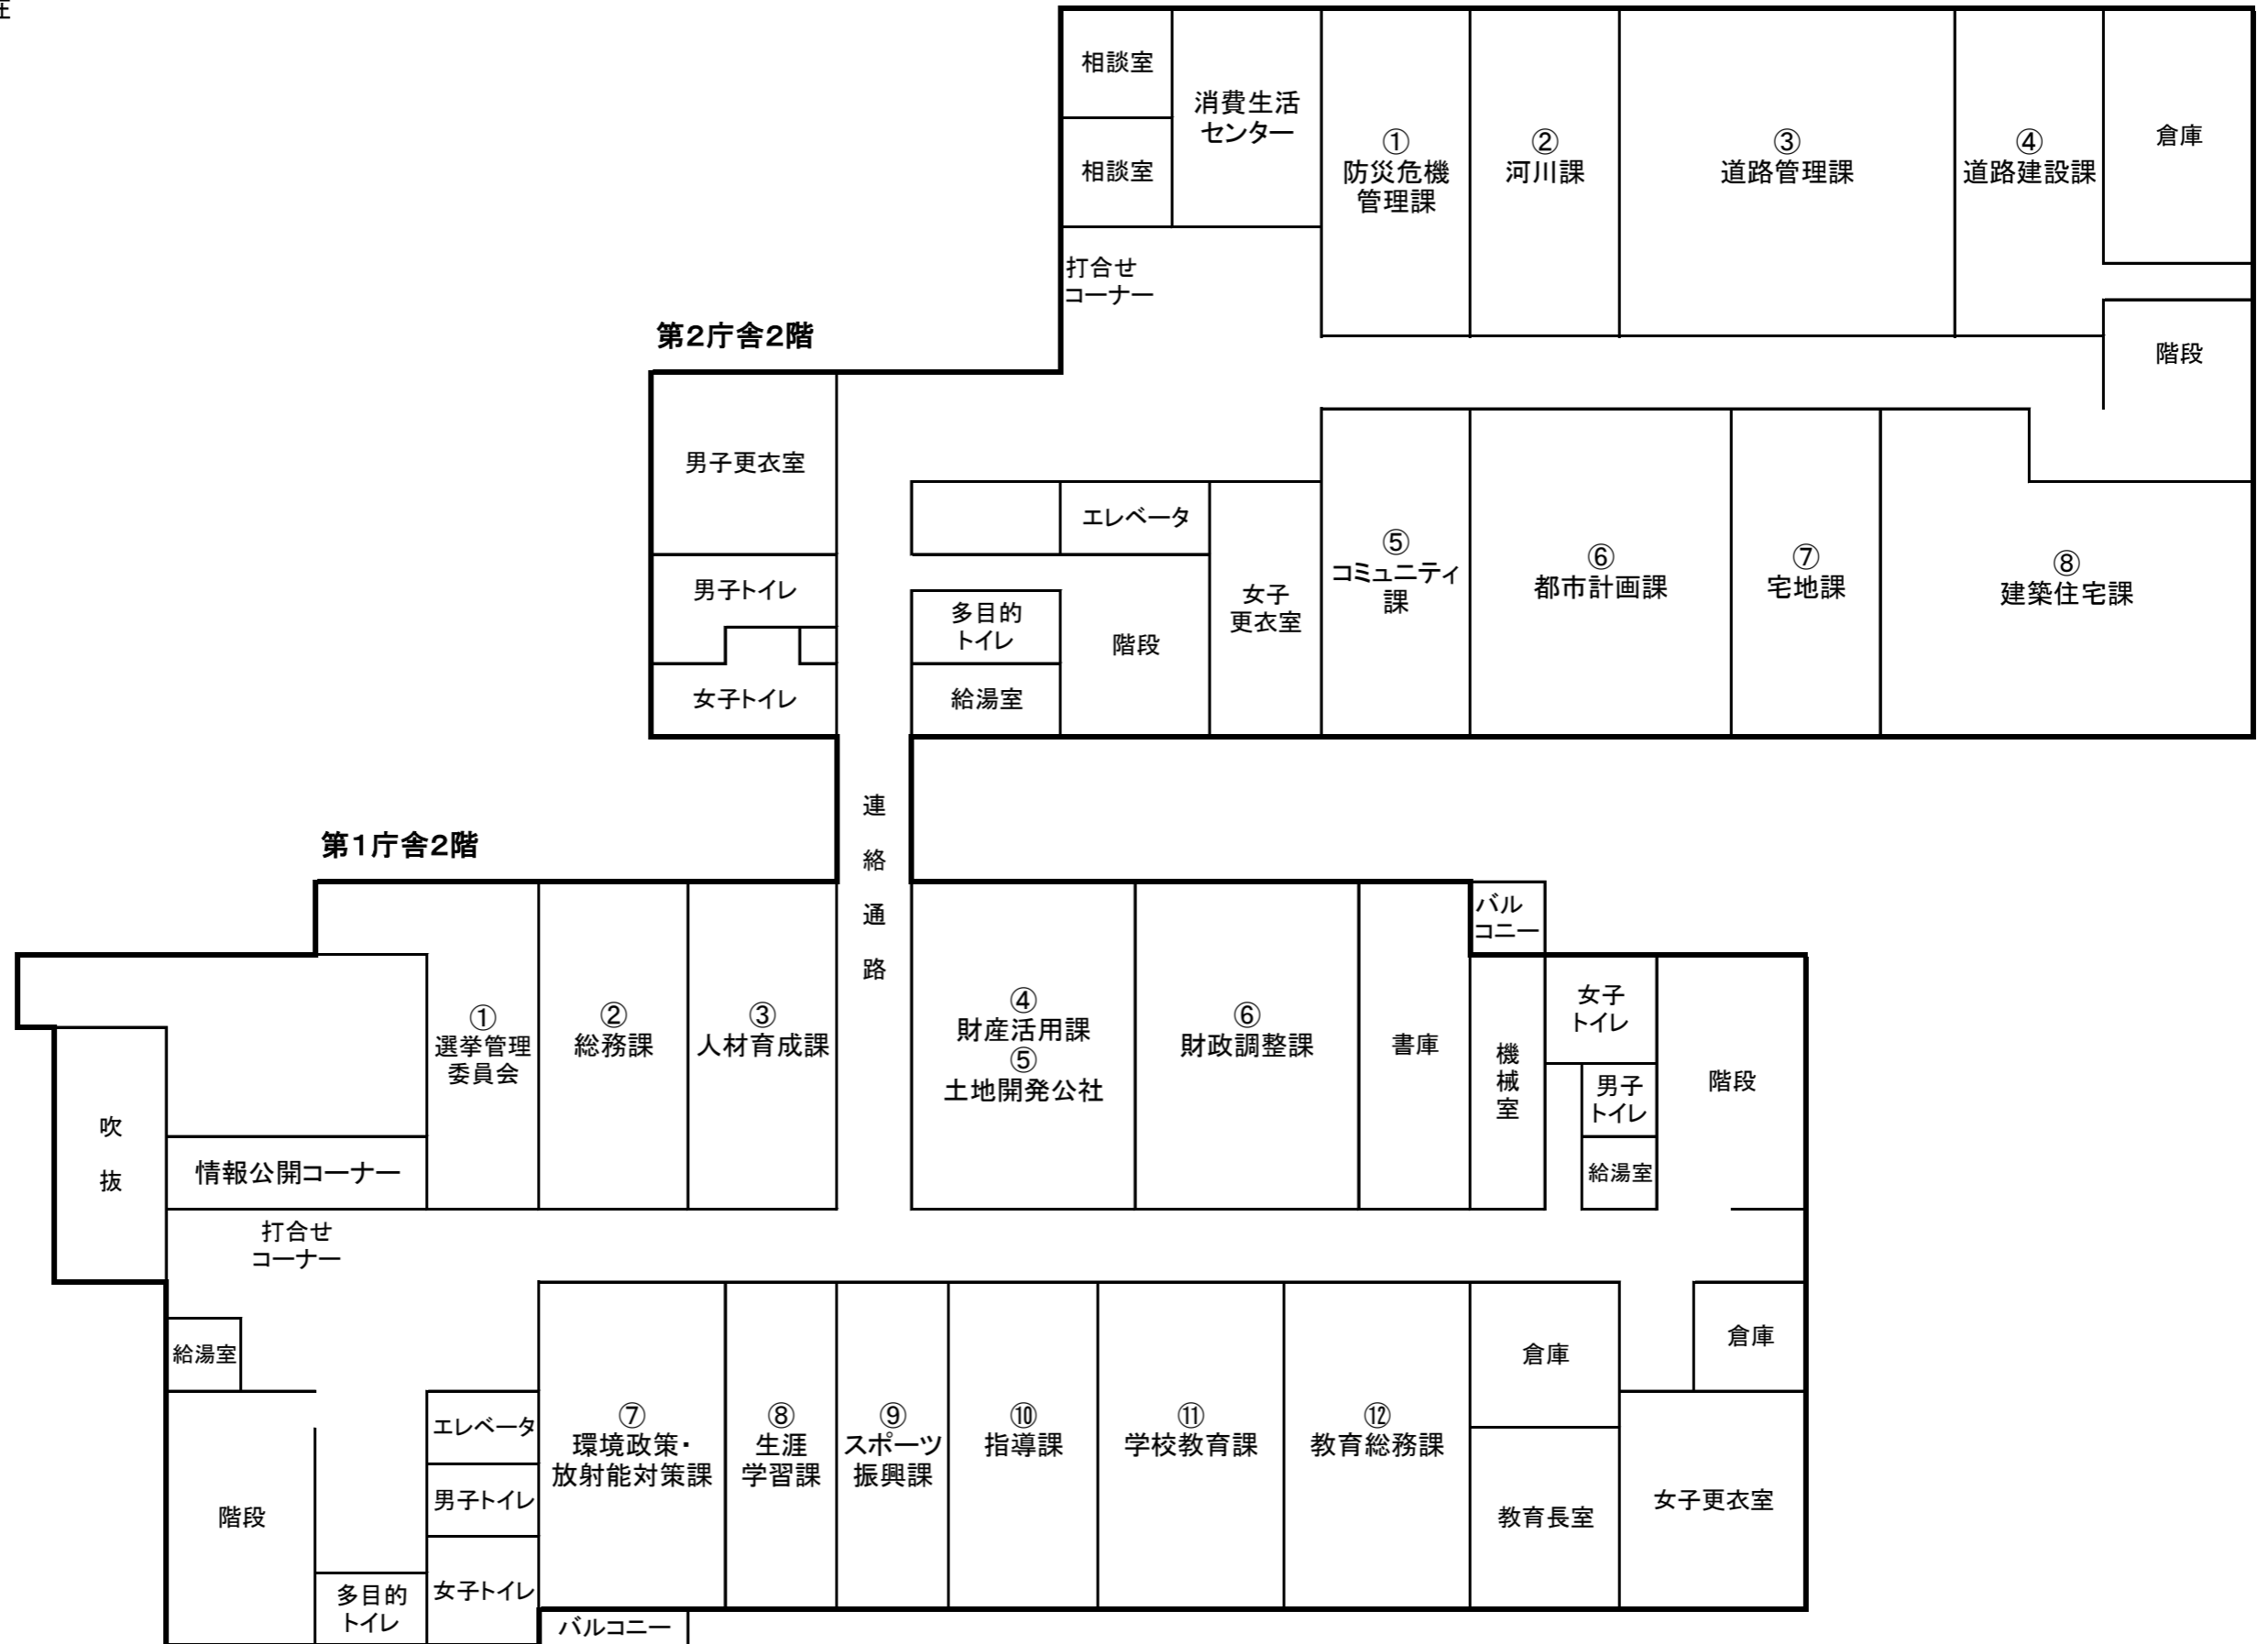 在
相談室
消費生活
センター
相談室
①
防災危機
管理課
②
河川課
③
道路管理課
④
道路建設課
倉庫
打合せ
コーナー
階段
第2庁舎2階
男子更衣室
エレベータ
男子トイレ
多目的
トイレ
階段
女子
更衣室
⑤
コミュニティ
課
⑥
都市計画課
⑦
宅地課
⑧
建築住宅課
女子トイレ
給湯室
連
絡
通
路
第1庁舎2階
①
選挙管理
委員会
②
総務課
③
人材育成課
④
財産活用課
⑤
土地開発公社
⑥
財政調整課
書庫
バル
コニー
機
械
室
女子
トイレ
男子
トイレ
給湯室
階段
吹
抜
情報公開コーナー
打合せ
コーナー
給湯室
階段
エレベータ
男子トイレ
女子トイレ
多目的
トイレ
⑦
環境政策・
放射能対策課
⑧
生涯
学習課
⑨
スポーツ
振興課
⑩
指導課
⑪
学校教育課
⑫
教育総務課
倉庫
教育長室
倉庫
女子更衣室
バルコニー